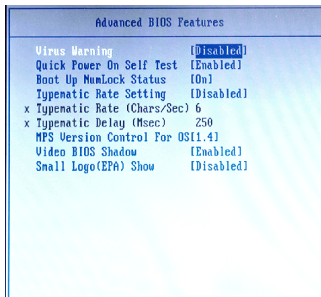 Advanced BIOS Features
Virus Warning [Disabled]
Quick Power On Self Test [Enabled]
Boot Up NumLock Status [On]
Typematic Rate Setting [Disabled]
x Typematic Rate (Chars/Sec) 6
x Typematic Delay (Msec) 250
MPS Version Control For OS[1.4]
Video BIOS Shadow [Enabled]
Small Logo(EPA) Show [Disabled]